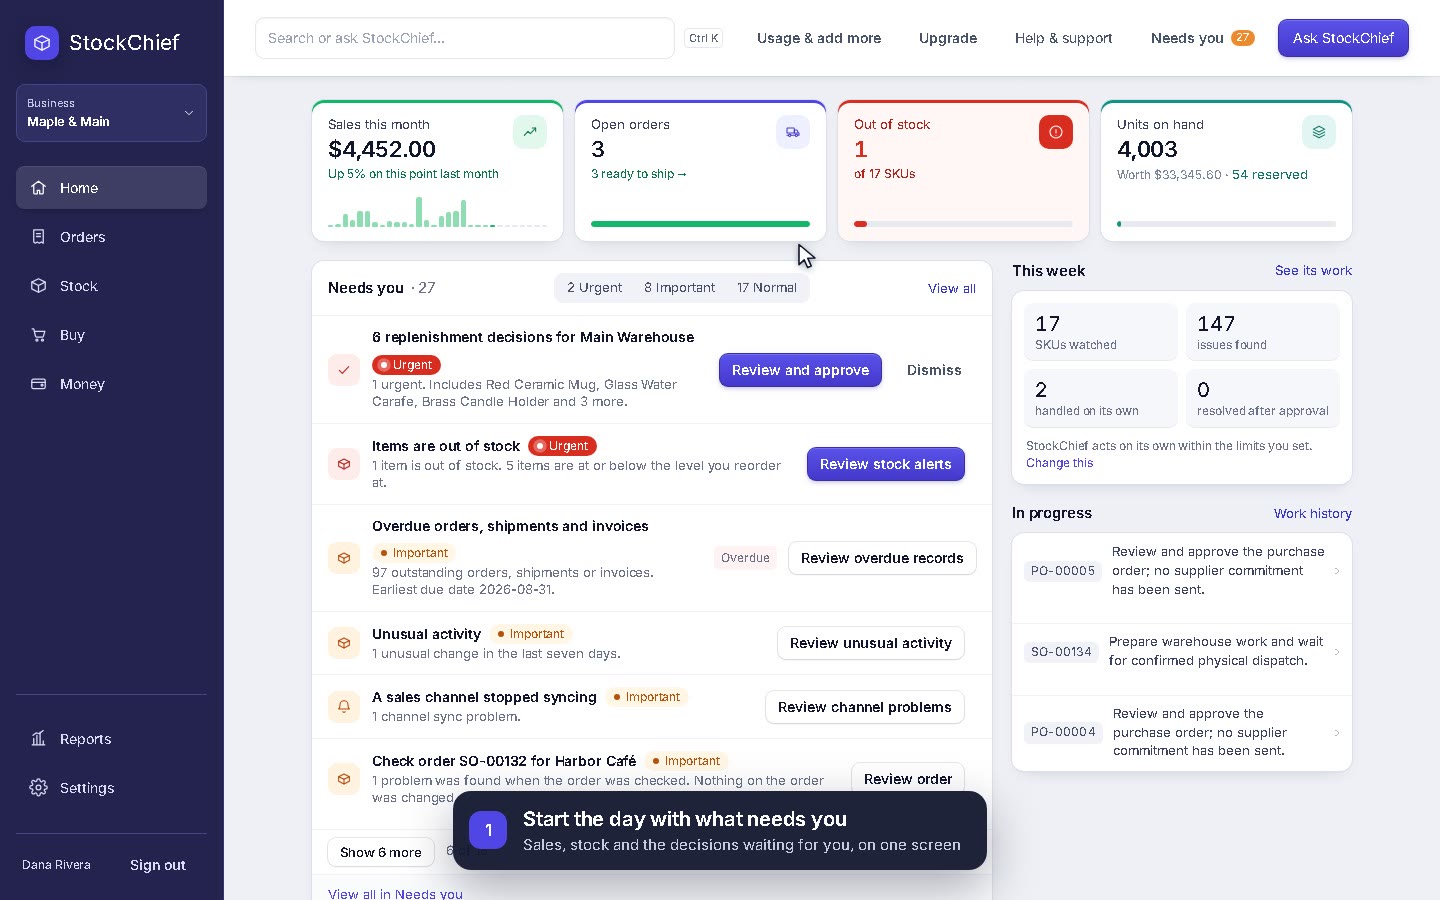 StockChief
Business
Maple & Main
Home
Orders
Stock
Buy
Money
Reports
Settings
Dana Rivera
Sign out
Search or ask StockChief...
Ctrl K
Usage & add more
Upgrade
Help & support
Needs you 27
Ask StockChief
Sales this month
$4,452.00
Up 5% on this point last month
Open orders
3
3 ready to ship →
Out of stock
1
of 17 SKUs
Units on hand
4,003
Worth $33,345.60 · 54 reserved
Needs you · 27
2 Urgent
8 Important
17 Normal
View all
6 replenishment decisions for Main Warehouse
Urgent
1 urgent. Includes Red Ceramic Mug, Glass Water
Carafe, Brass Candle Holder and 3 more.
Review and approve
Dismiss
Items are out of stock
Urgent
1 item is out of stock. 5 items are at or below the level you reorder
at.
Review stock alerts
Overdue orders, shipments and invoices
Important
97 outstanding orders, shipments or invoices.
Earliest due date 2026-08-31.
Overdue
Review overdue records
Unusual activity
Important
1 unusual change in the last seven days.
Review unusual activity
A sales channel stopped syncing
Important
1 channel sync problem.
Review channel problems
Check order SO-00132 for Harbor Café
Important
1 problem was found when the order was checked. Nothing on the order
was changed
Review order
Show 6 more
6
View all in Needs you
This week
See its work
17
SKUs watched
147
issues found
2
handled on its own
0
resolved after approval
StockChief acts on its own within the limits you set.
Change this
In progress
Work history
PO-00005
Review and approve the purchase
order; no supplier commitment
has been sent.
SO-00134
Prepare warehouse work and wait
for confirmed physical dispatch.
PO-00004
Review and approve the
purchase order; no supplier
commitment has been sent.
1
Start the day with what needs you
Sales, stock and the decisions waiting for you, on one screen